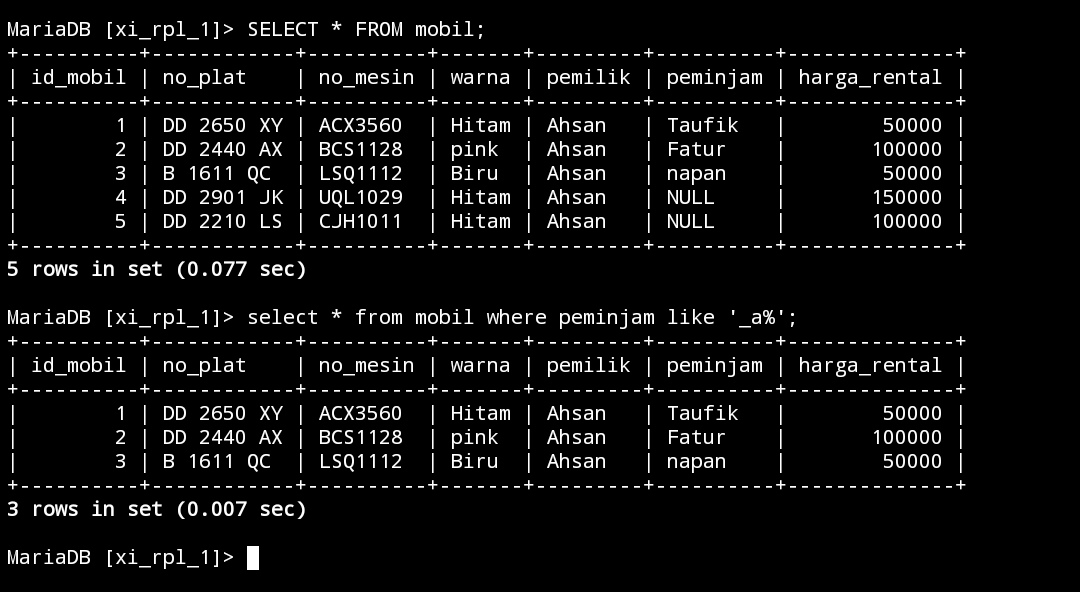 MariaDB [xi_rpl_1]> SELECT * FROM mobil;
+----------+------------+----------+-------+---------+----------+--------------+
| id_mobil | no_plat    | no_mesin | warna | pemilik | peminjam | harga_rental |
+----------+------------+----------+-------+---------+----------+--------------+
|        1 | DD 2650 XY | ACX3560  | Hitam | Ahsan   | Taufik   |        50000 |
|        2 | DD 2440 AX | BCS1128  | pink  | Ahsan   | Fatur    |       100000 |
|        3 | B 1611 QC  | LSQ1112  | Biru  | Ahsan   | napan    |        50000 |
|        4 | DD 2901 JK | UQL1029  | Hitam | Ahsan   | NULL     |       150000 |
|        5 | DD 2210 LS | CJH1011  | Hitam | Ahsan   | NULL     |       100000 |
+----------+------------+----------+-------+---------+----------+--------------+
5 rows in set (0.077 sec)
MariaDB [xi_rpl_1]> select * from mobil where peminjam like '_a%';
+----------+------------+----------+-------+---------+----------+--------------+
| id_mobil | no_plat    | no_mesin | warna | pemilik | peminjam | harga_rental |
+----------+------------+----------+-------+---------+----------+--------------+
|        1 | DD 2650 XY | ACX3560  | Hitam | Ahsan   | Taufik   |        50000 |
|        2 | DD 2440 AX | BCS1128  | pink  | Ahsan   | Fatur    |       100000 |
|        3 | B 1611 QC  | LSQ1112  | Biru  | Ahsan   | napan    |        50000 |
+----------+------------+----------+-------+---------+----------+--------------+
3 rows in set (0.007 sec)
MariaDB [xi_rpl_1]>